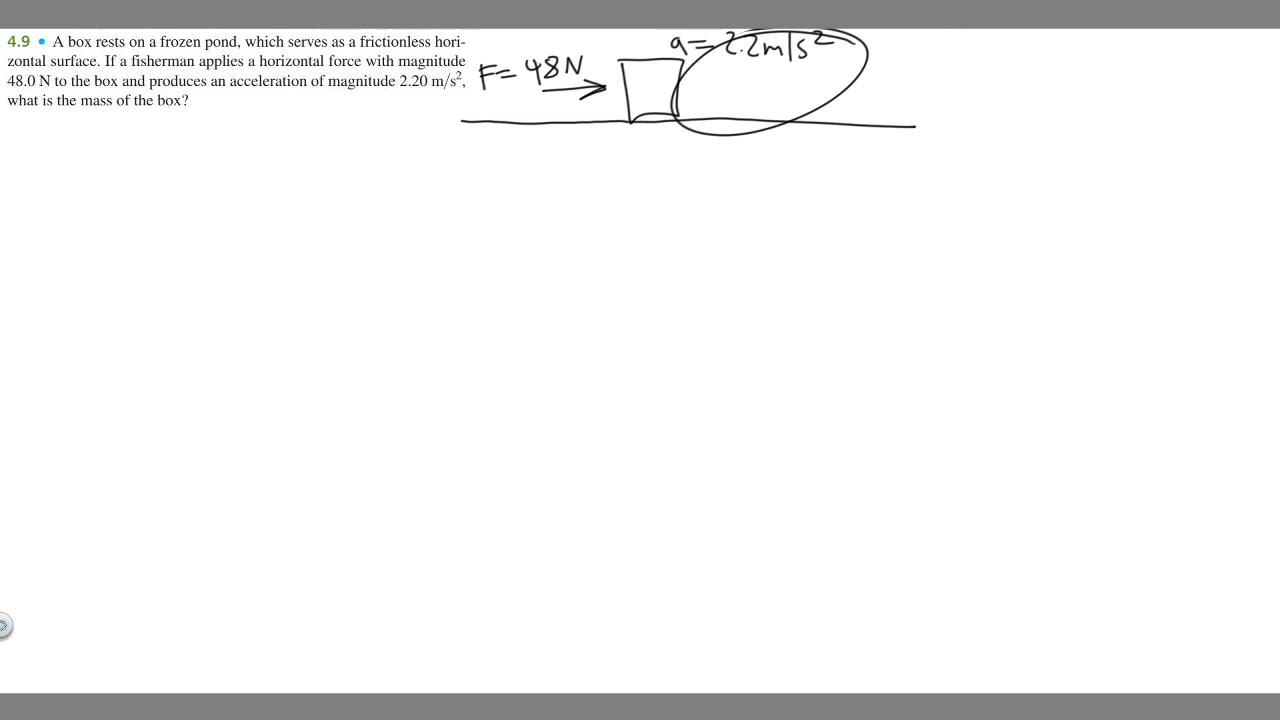 4.9 • A box rests on a frozen pond, which serves as a frictionless hori-
zontal surface. If a fisherman applies a horizontal force with magnitude
48.0 N to the box and produces an acceleration of magnitude 2.20 m/s²,
what is the mass of the box?
F= 48N
a= 2.2m/s²